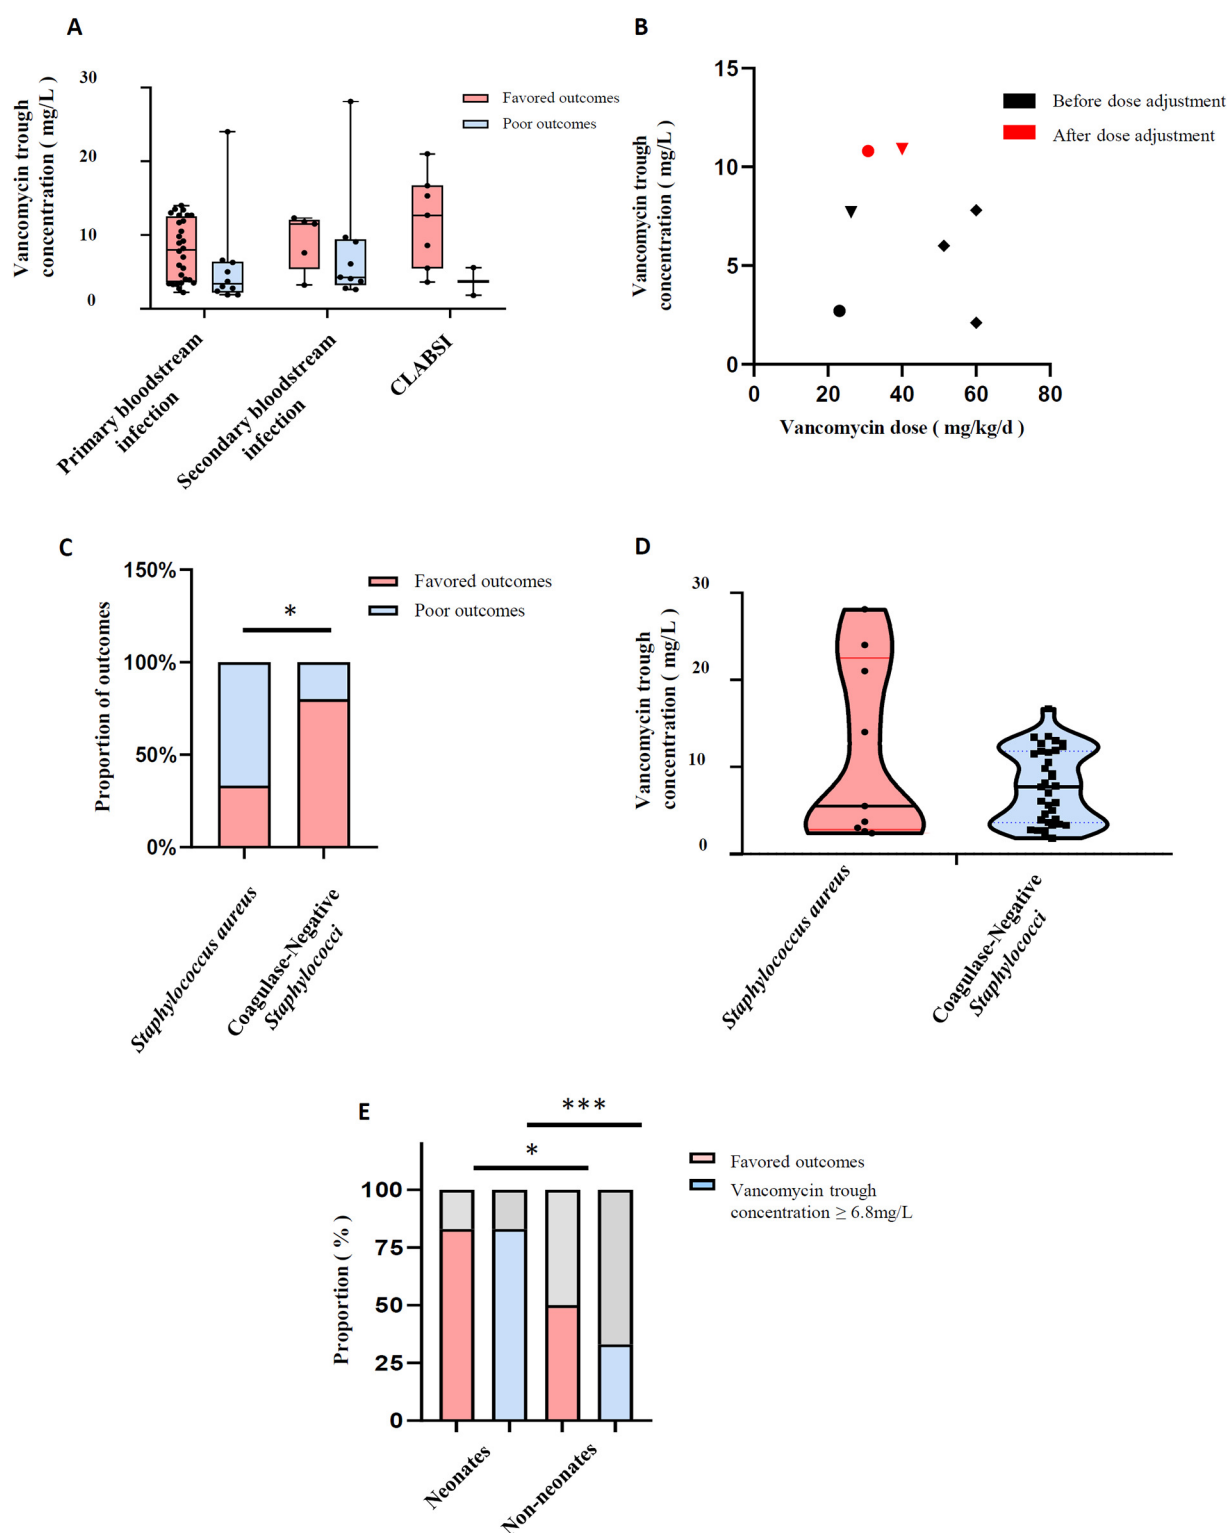 A
Vancomycin trough
concentration ( mg/L )
30
20
10
0
Favored outcomes
Poor outcomes
Primary bloodstream
infection
Secondary bloodstream
infection
CLABSI
B
Vancomycin trough
concentration ( mg/L )
15
10
5
0
0 20 40 60 80
Vancomycin dose ( mg/kg/d )
Before dose adjustment
After dose adjustment
C
Proportion of outcomes
150%
100%
50%
0%
*
Favored outcomes
Poor outcomes
Staphylococcus aureus
Coagulase-Negative
Staphylococci
D
Vancomycin trough
concentration ( mg/L )
30
20
10
0
Staphylococcus aureus
Coagulase-Negative
Staphylococci
E
***
*
Proportion ( % )
100
75
50
25
0
Favored outcomes
Vancomycin trough
concentration ≥ 6.8mg/L
Neonates
Non-neonates